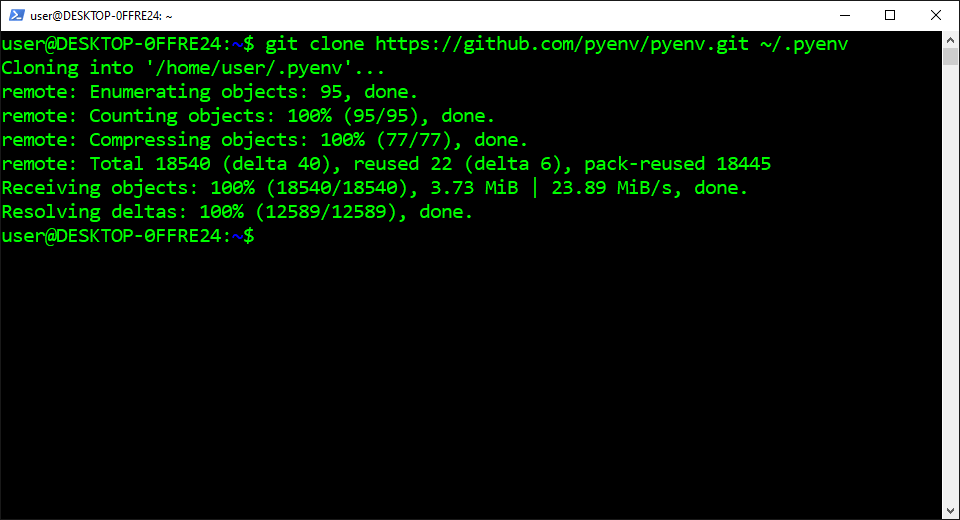 user@DESKTOP-0FFRE24: ~
user@DESKTOP-0FFRE24:~$ git clone https://github.com/pyenv/pyenv.git ~/.pyenv
Cloning into '/home/user/.pyenv'...
remote: Enumerating objects: 95, done.
remote: Counting objects: 100% (95/95), done.
remote: Compressing objects: 100% (77/77), done.
remote: Total 18540 (delta 40), reused 22 (delta 6), pack-reused 18445
Receiving objects: 100% (18540/18540), 3.73 MiB | 23.89 MiB/s, done.
Resolving deltas: 100% (12589/12589), done.
user@DESKTOP-0FFRE24:~$